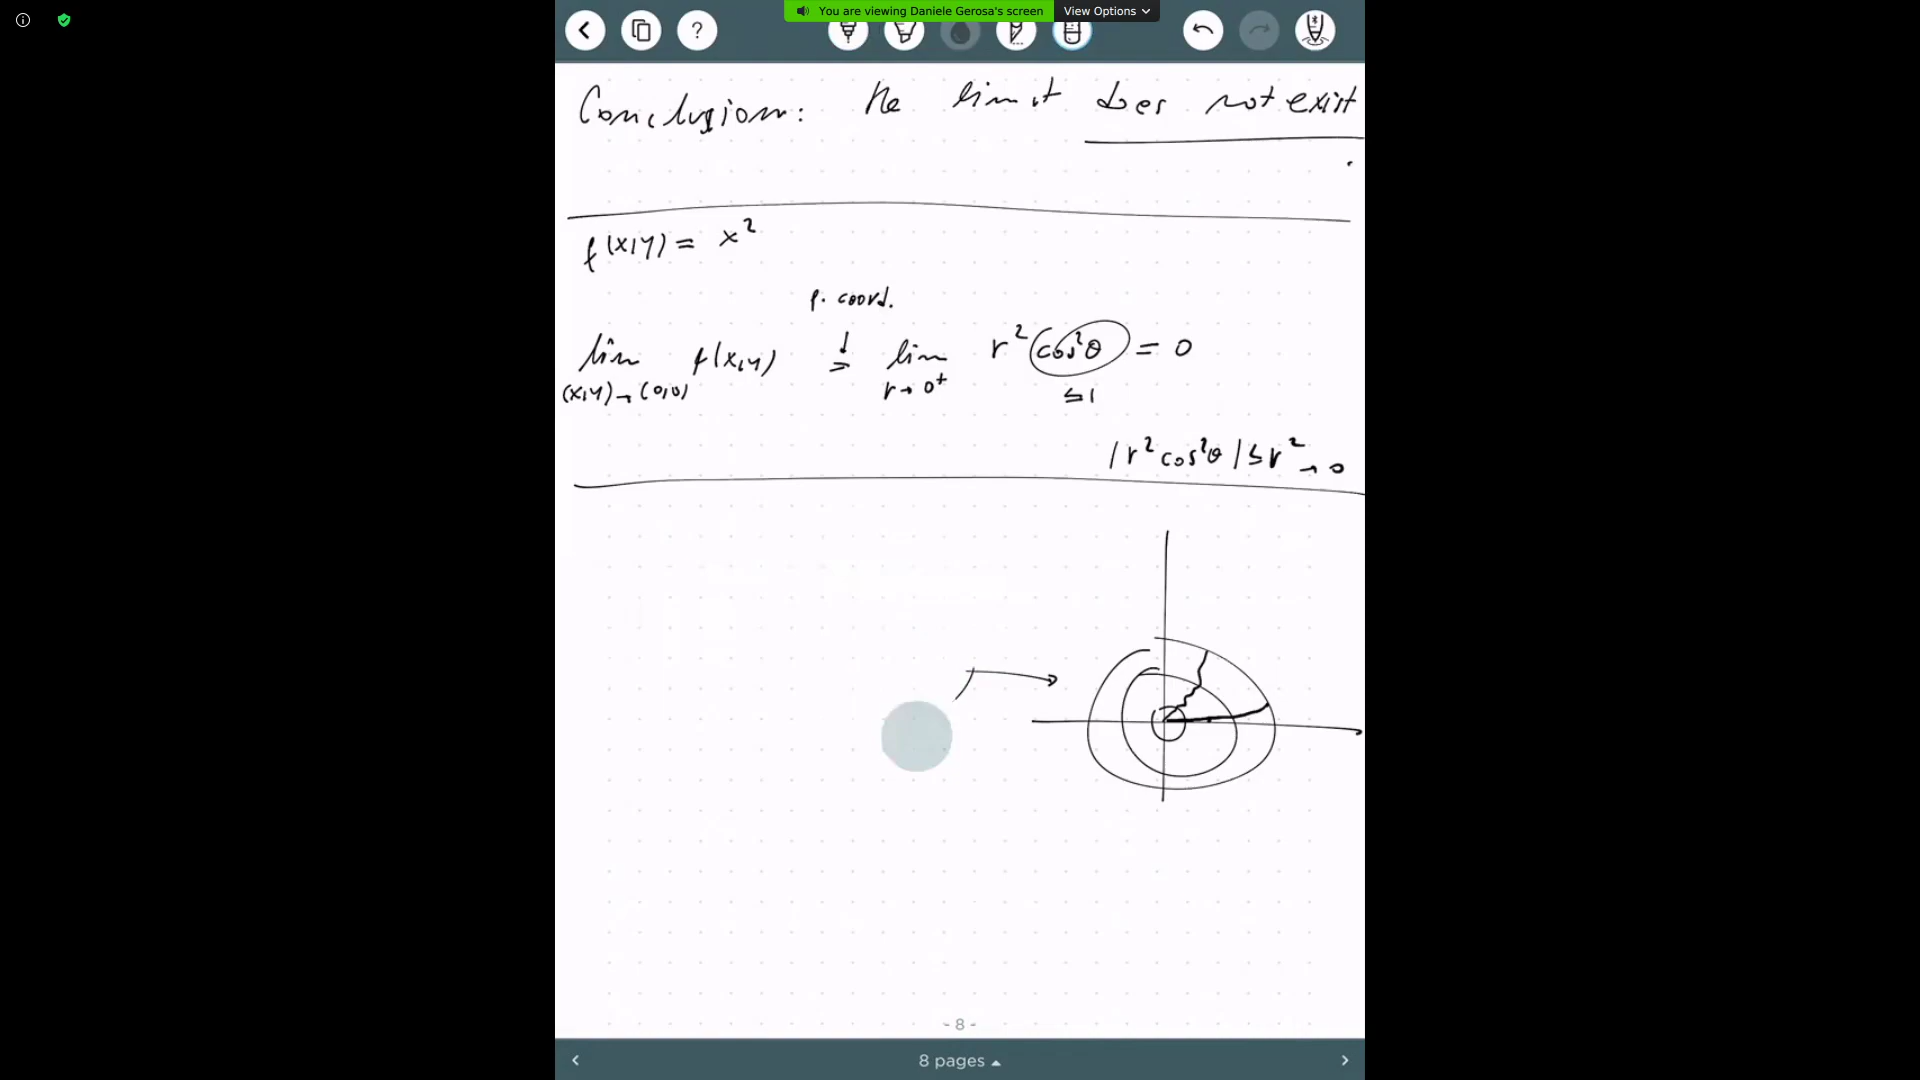 You are viewing Daniele Gerosa's screen View Options
?
Conclusion: the limit does not exist.
f(x,y) = x²
p. coord.
↓
lim f(x,y) = lim r² cos²θ = 0
(x,y)→(0,0) r→0⁺ ≤1
|r² cos²θ| ≤ r² → 0
- 8 -
8 pages